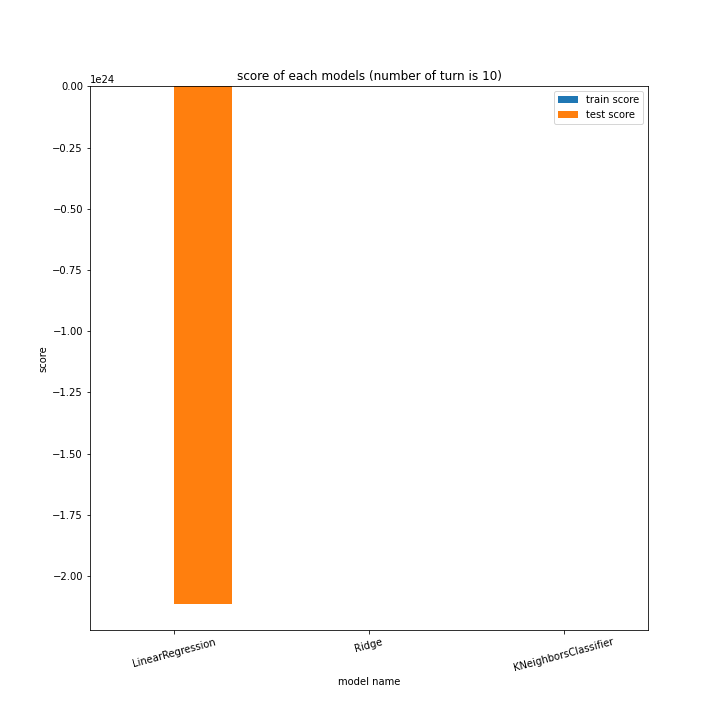 score of each models (number of turn is 10)
1e24
train score
test score
0.00
−0.25
−0.50
−0.75
−1.00
−1.25
−1.50
−1.75
−2.00
score
LinearRegression
Ridge
KNeighborsClassifier
model name